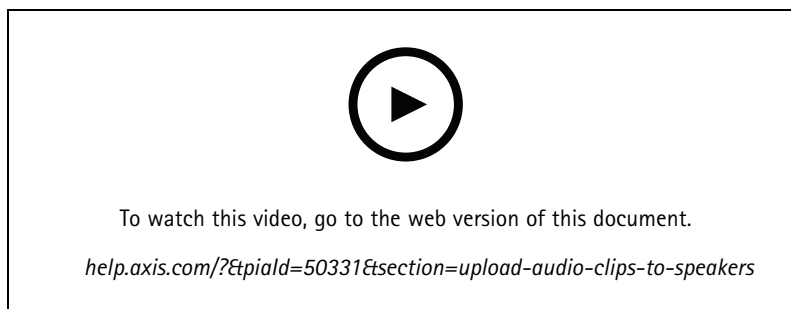 To watch this video, go to the web version of this document.
help.axis.com/?&piaId=50331&section=upload-audio-clips-to-speakers